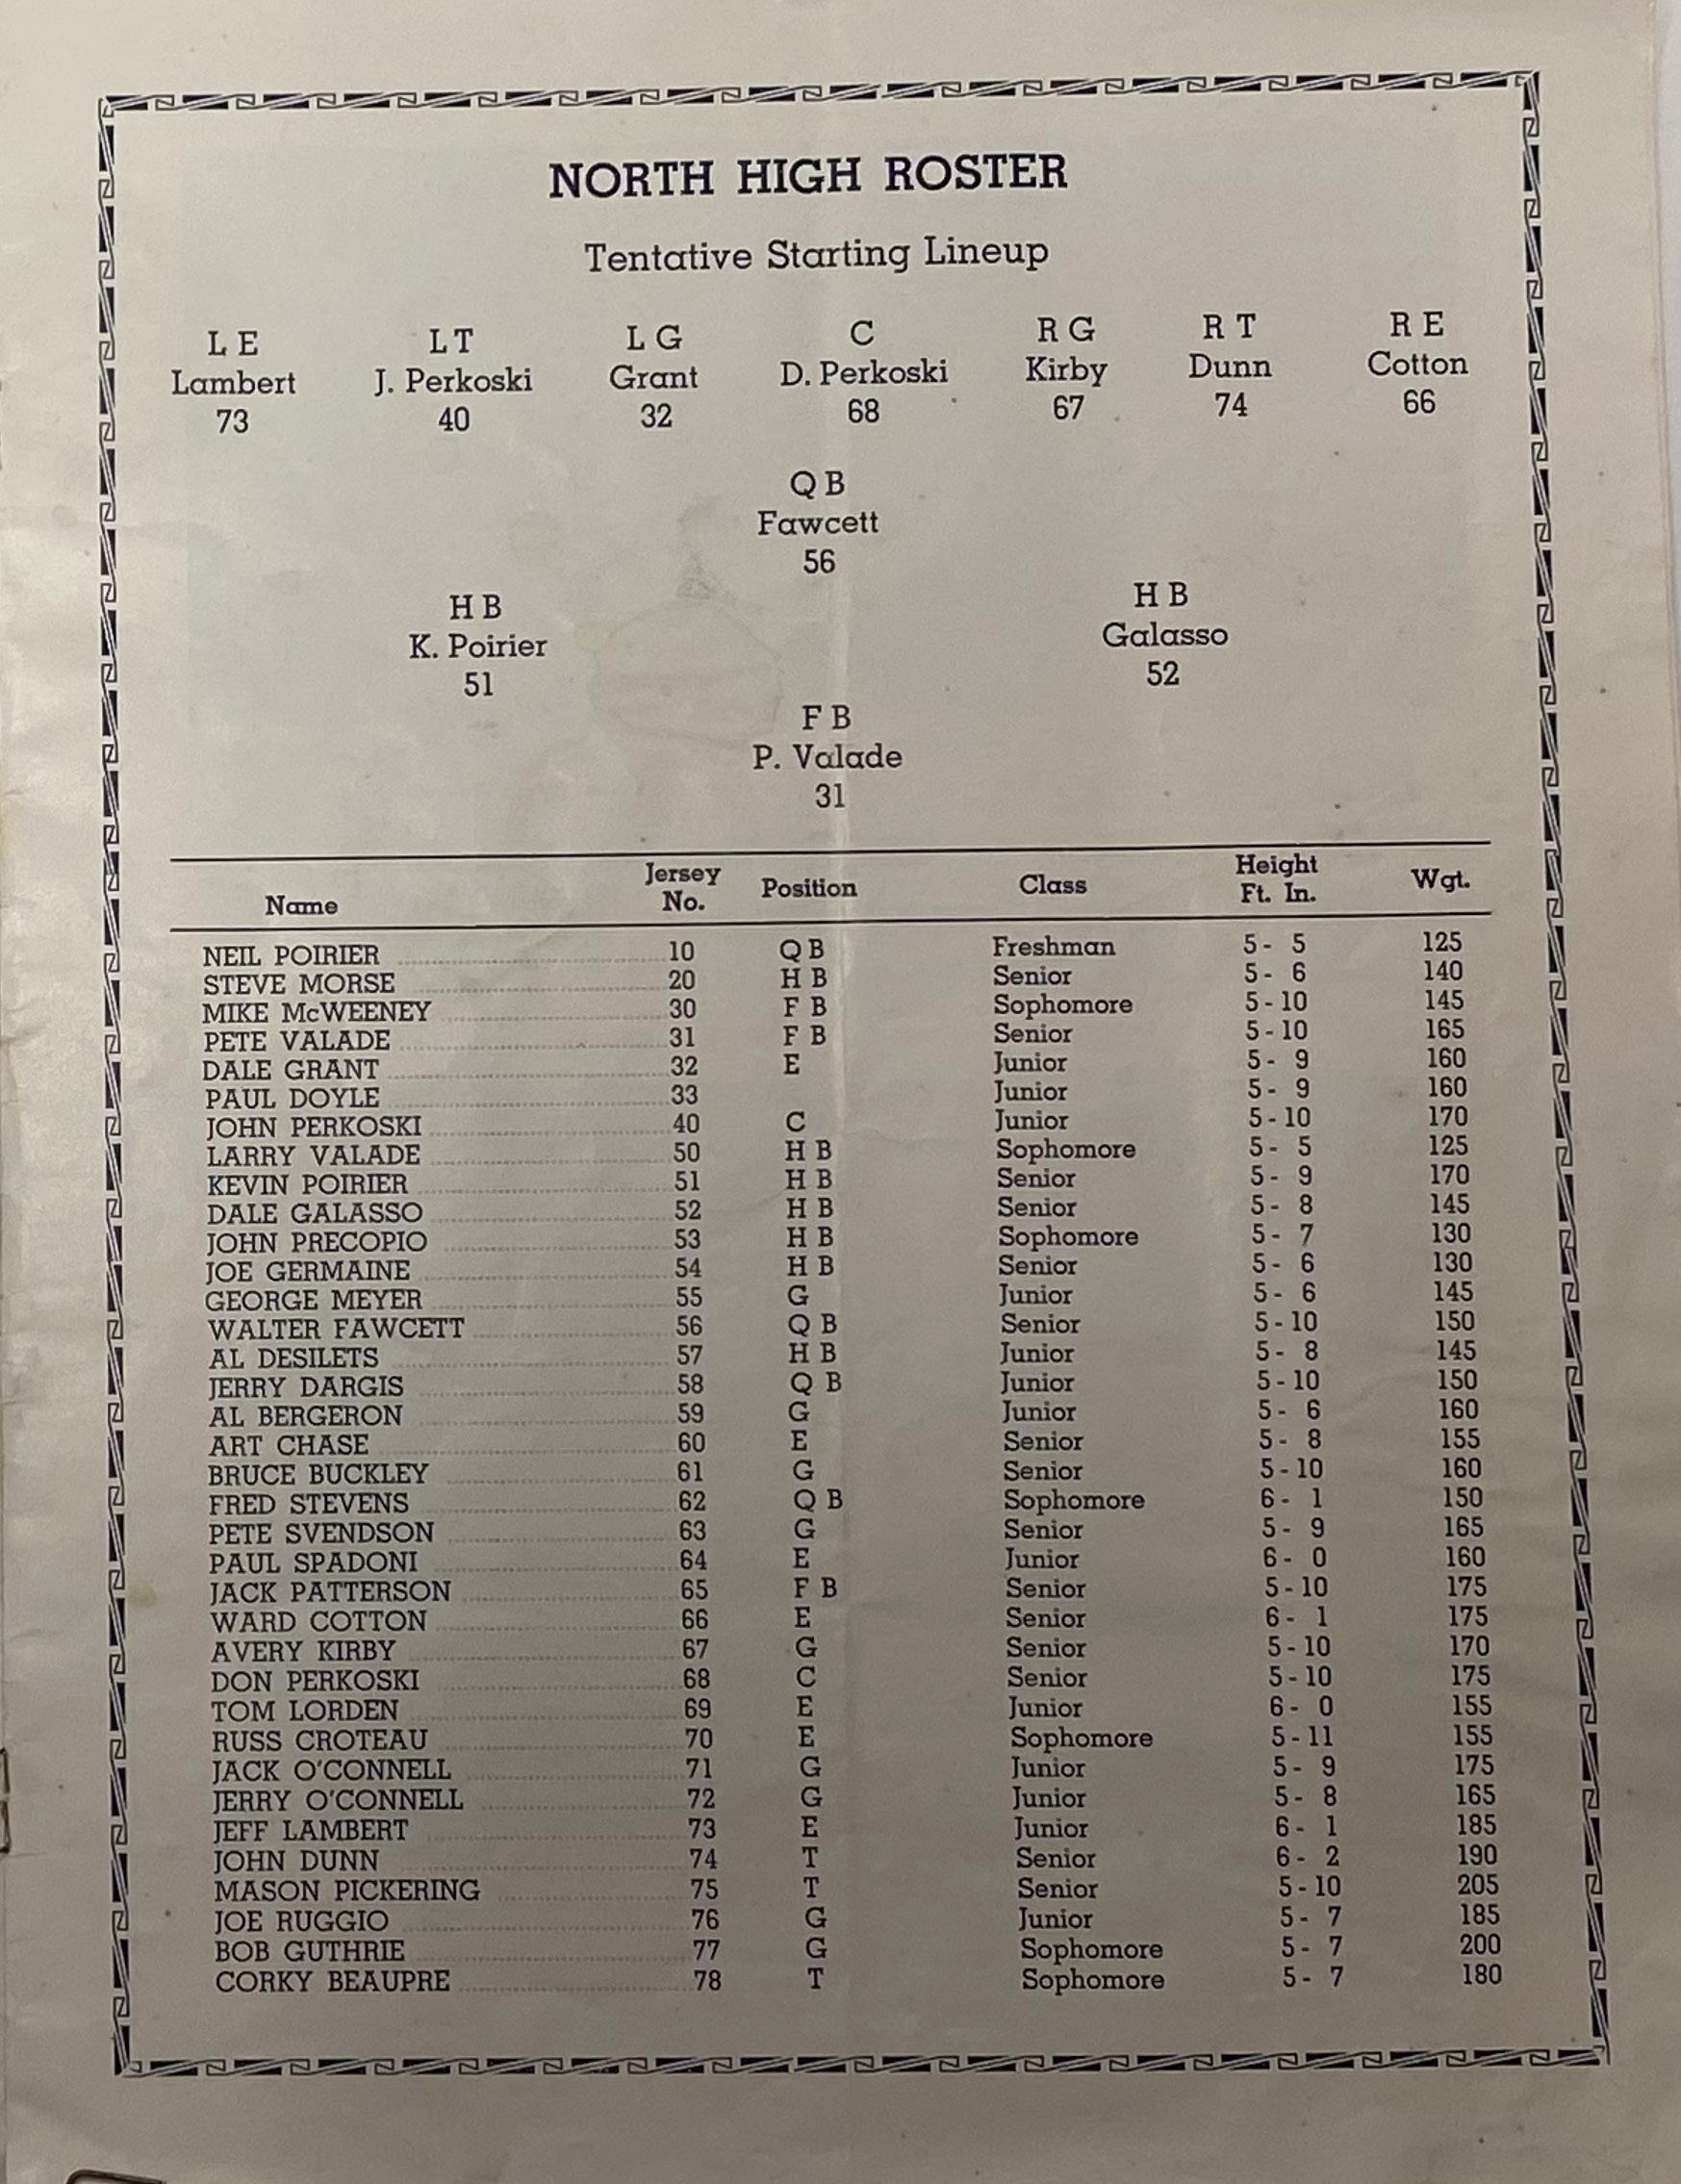 NORTH HIGH ROSTER
Tentative Starting Lineup
L E L T L G C R G R T R E
Lambert J. Perkoski Grant D. Perkoski Kirby Dunn Cotton
73 40 32 68 67 74 66
Q B
Fawcett
56
H B H B
K. Poirier Galasso
51 52
F B
P. Valade
31
Name Jersey No. Position Class Height Ft. In. Wgt.
NEIL POIRIER 10 Q B Freshman 5- 5 125
STEVE MORSE 20 H B Senior 5- 6 140
MIKE McWEENEY 30 F B Sophomore 5-10 145
PETE VALADE 31 F B Senior 5-10 165
DALE GRANT 32 E Junior 5- 9 160
PAUL DOYLE 33 Junior 5- 9 160
JOHN PERKOSKI 40 C Junior 5-10 170
LARRY VALADE 50 H B Sophomore 5- 5 125
KEVIN POIRIER 51 H B Senior 5- 9 170
DALE GALASSO 52 H B Senior 5- 8 145
JOHN PRECOPIO 53 H B Sophomore 5- 7 130
JOE GERMAINE 54 H B Senior 5- 6 130
GEORGE MEYER 55 G Junior 5- 6 145
WALTER FAWCETT 56 Q B Senior 5-10 150
AL DESILETS 57 H B Junior 5- 8 145
JERRY DARGIS 58 Q B Junior 5-10 150
AL BERGERON 59 G Junior 5- 6 160
ART CHASE 60 E Senior 5- 8 155
BRUCE BUCKLEY 61 G Senior 5-10 160
FRED STEVENS 62 Q B Sophomore 6- 1 150
PETE SVENDSON 63 G Senior 5- 9 165
PAUL SPADONI 64 E Junior 6- 0 160
JACK PATTERSON 65 F B Senior 5-10 175
WARD COTTON 66 E Senior 6- 1 175
AVERY KIRBY 67 G Senior 5-10 170
DON PERKOSKI 68 C Senior 5-10 175
TOM LORDEN 69 E Junior 6- 0 155
RUSS CROTEAU 70 E Sophomore 5-11 155
JACK O'CONNELL 71 G Junior 5- 9 175
JERRY O'CONNELL 72 G Junior 5- 8 165
JEFF LAMBERT 73 E Junior 6- 1 185
JOHN DUNN 74 T Senior 6- 2 190
MASON PICKERING 75 T Senior 5-10 205
JOE RUGGIO 76 G Junior 5- 7 185
BOB GUTHRIE 77 G Sophomore 5- 7 200
CORKY BEAUPRE 78 T Sophomore 5- 7 180